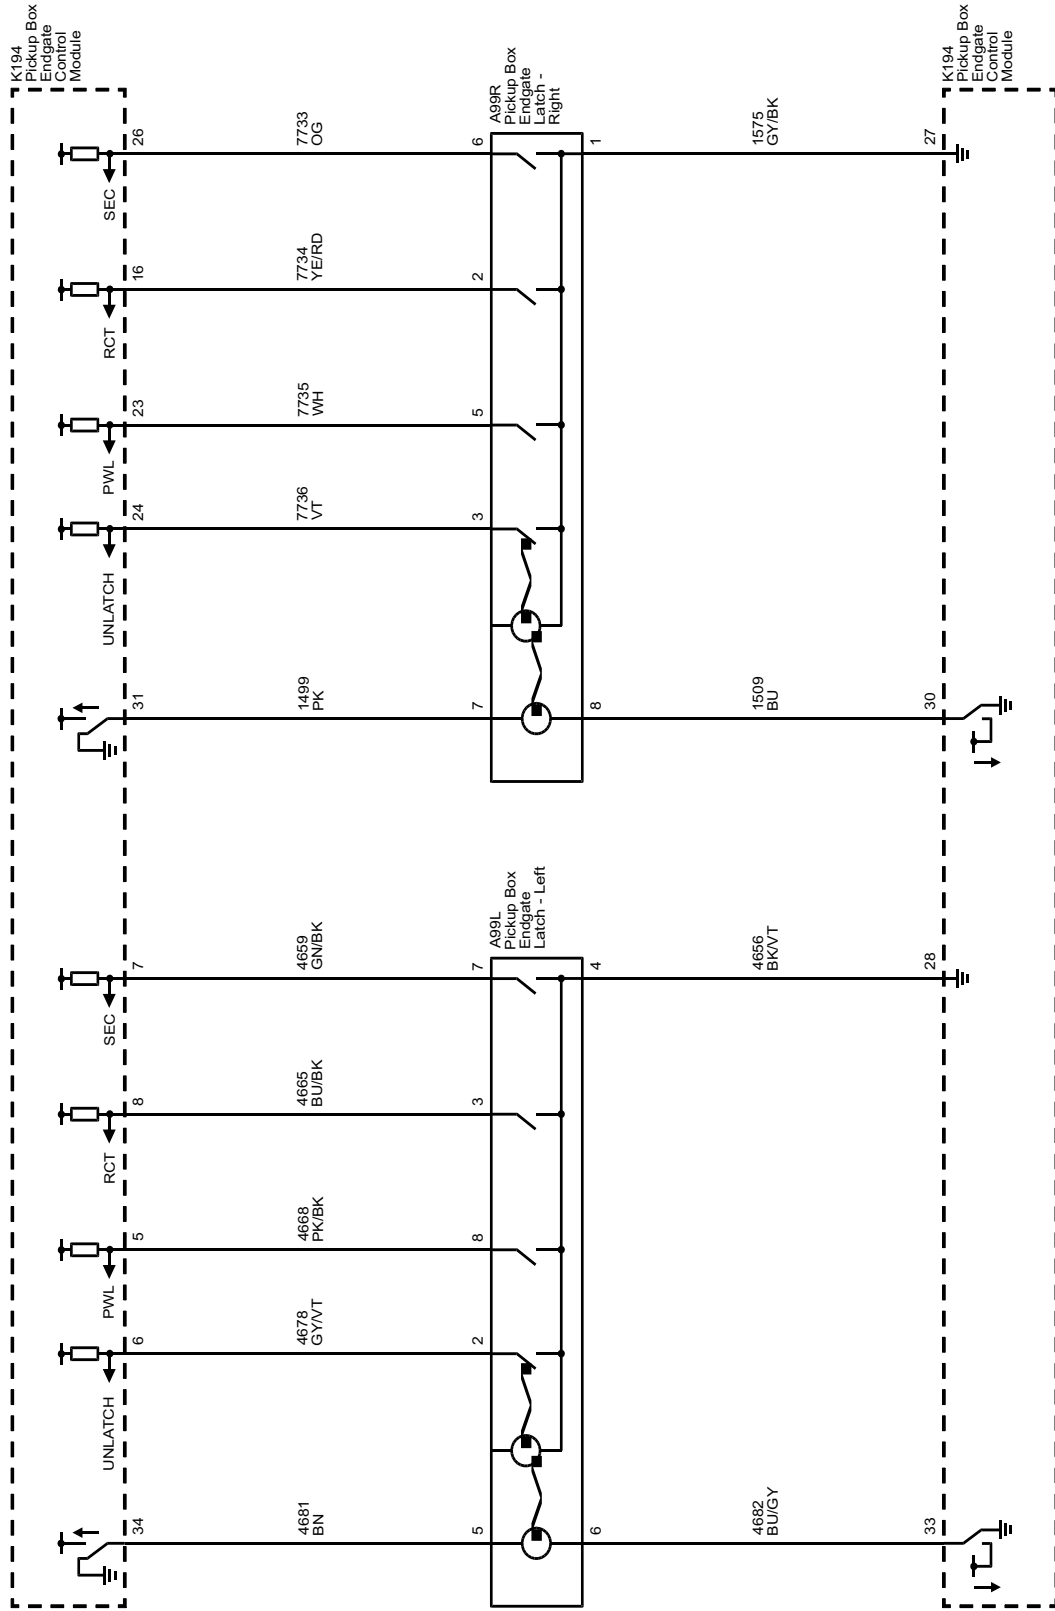 K194
Pickup Box
Endgate
Control
Module
34
6
5
8
7
31
24
23
16
26
UNLATCH
PWL
RCT
SEC
UNLATCH
PWL
RCT
SEC
4681
BN
4678
GY/VT
4668
PK/BK
4665
BU/BK
4659
GN/BK
1499
PK
7736
VT
7735
WH
7734
YE/RD
7733
OG
5
2
8
3
7
A99L
Pickup Box
Endgate
Latch - Left
7
3
5
2
6
A99R
Pickup Box
Endgate
Latch -
Right
6
4
8
1
4682
BU/GY
4656
BK/VT
1509
BU
1575
GY/BK
33
28
30
27
K194
Pickup Box
Endgate
Control
Module